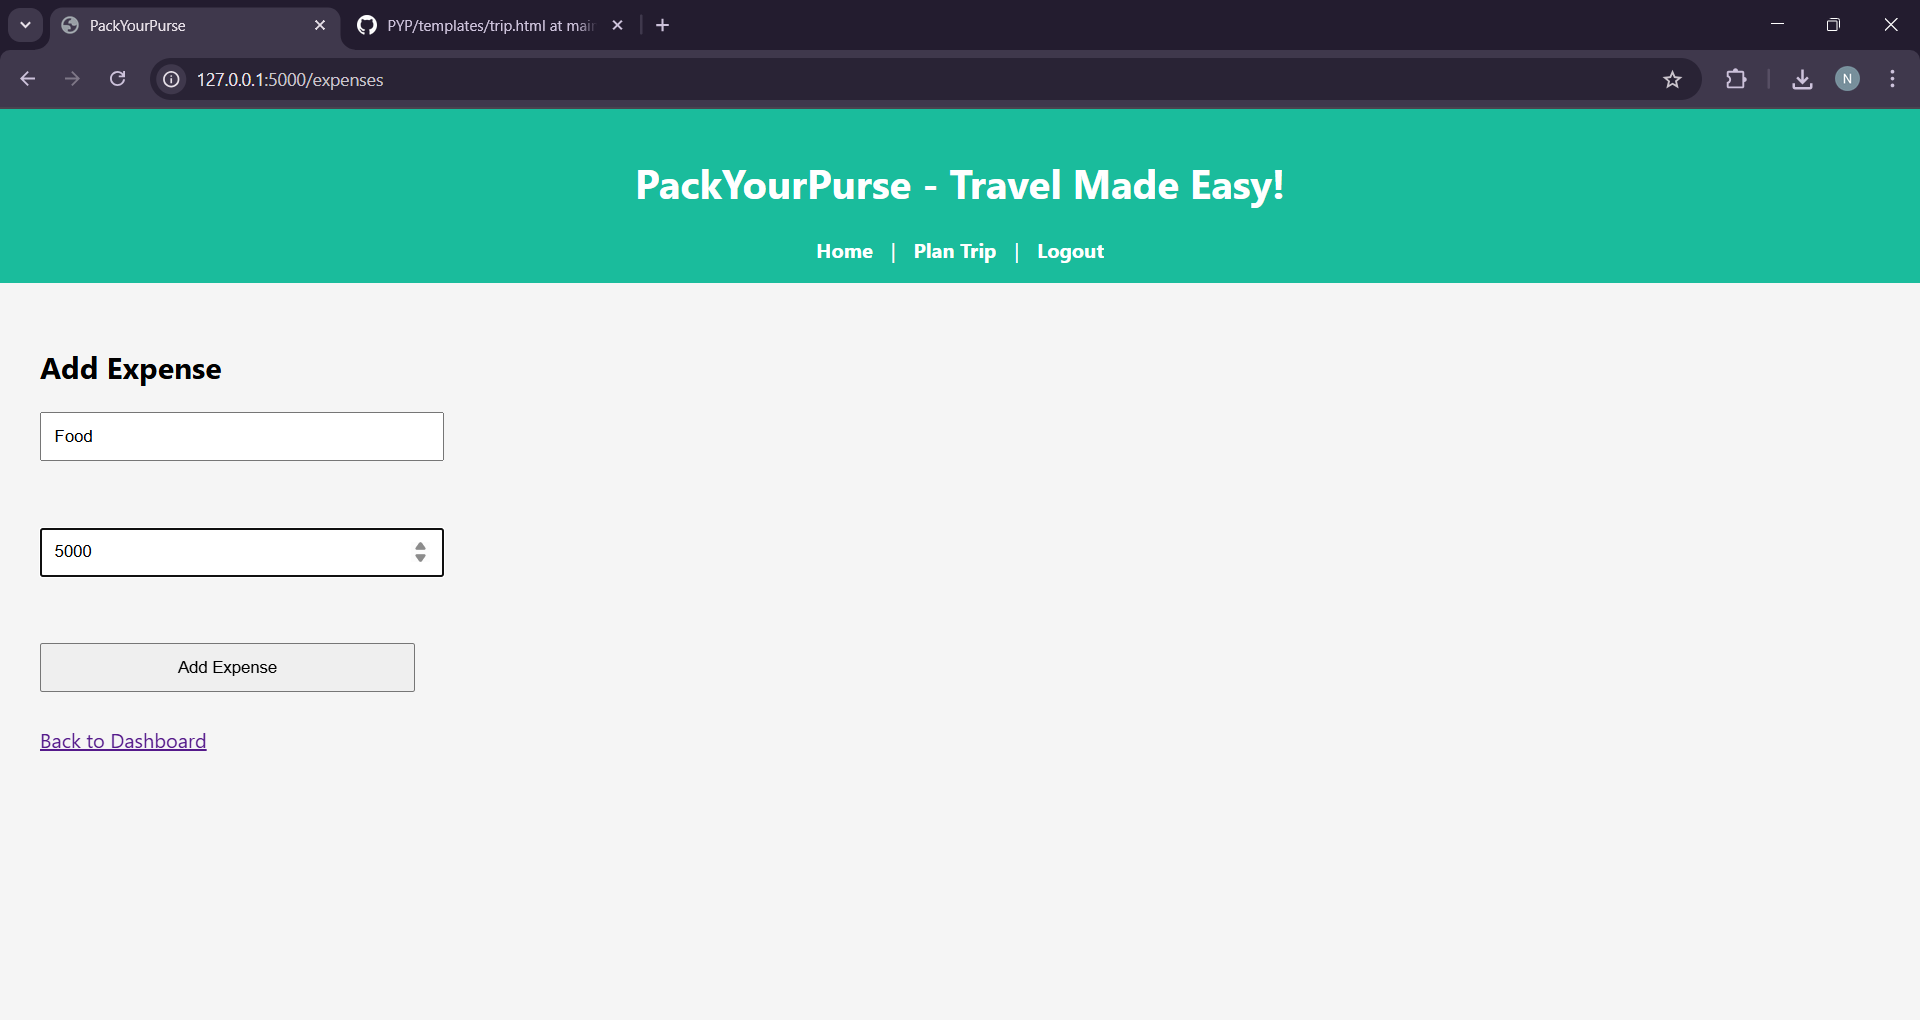 PackYourPurse
PYP/templates/trip.html at mai
127.0.0.1:5000/expenses
N
PackYourPurse - Travel Made Easy!
Home | Plan Trip | Logout
Add Expense
Food
5000
Add Expense
Back to Dashboard